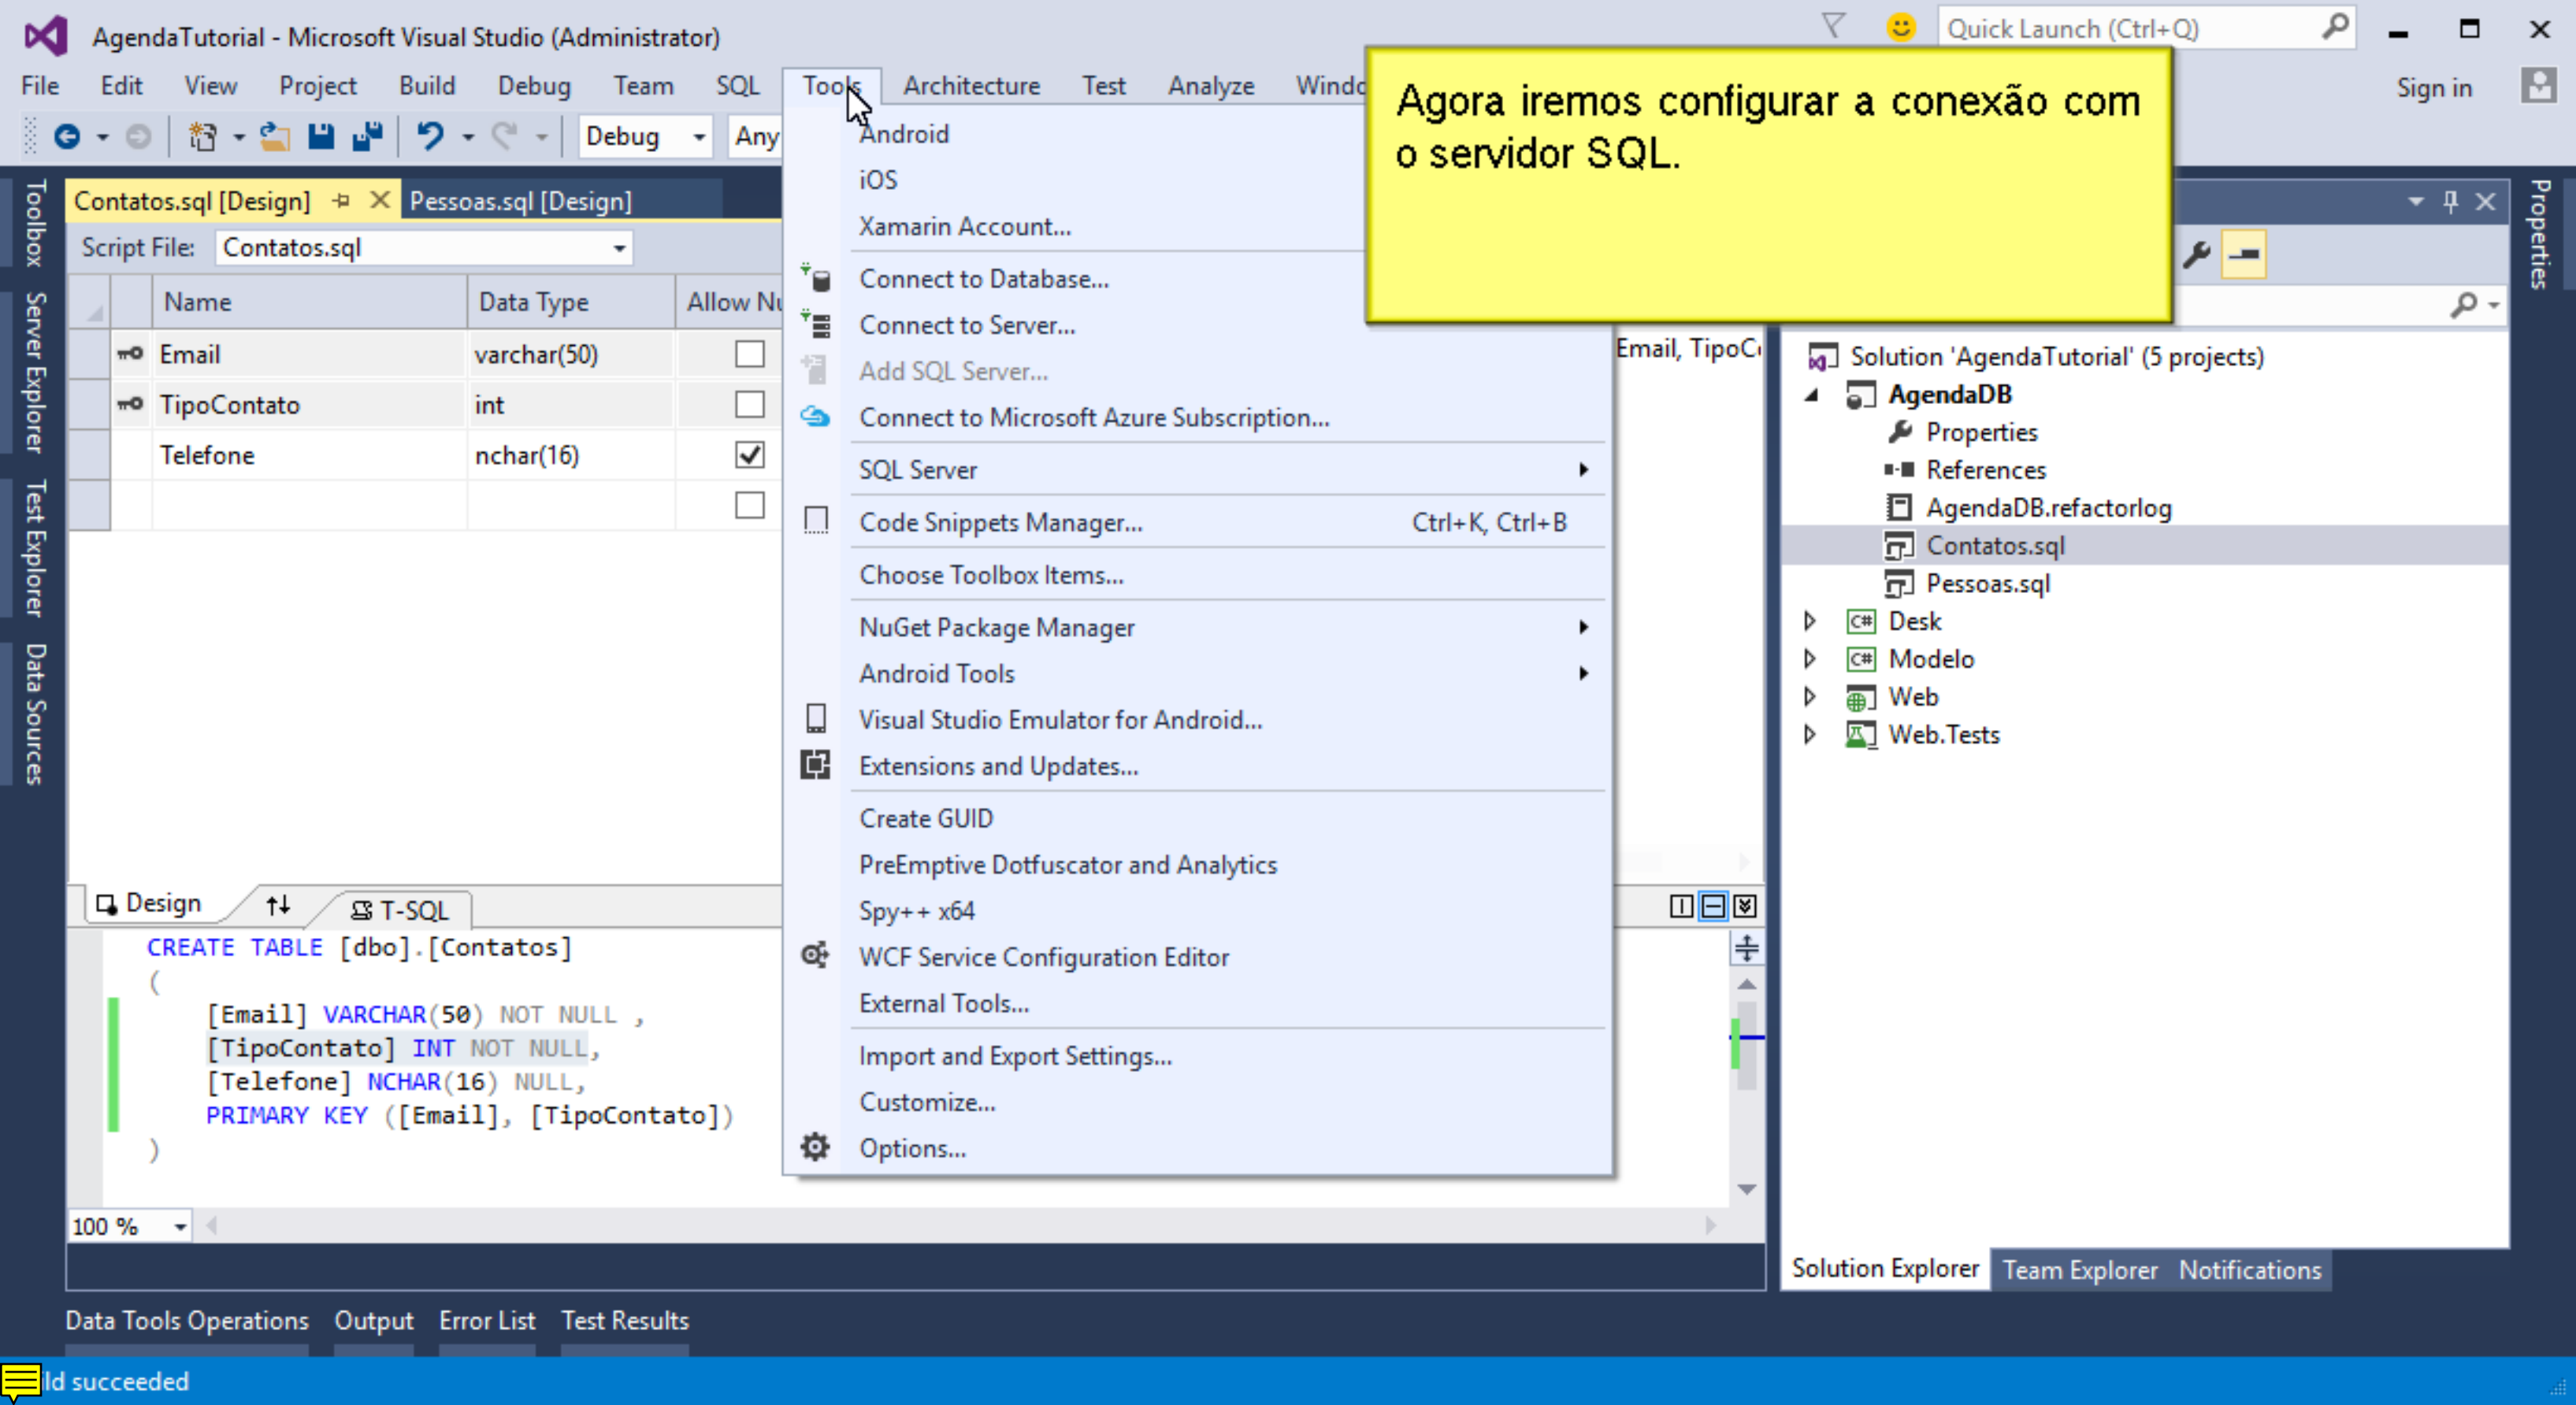 AgendaTutorial - Microsoft Visual Studio (Administrator)
Quick Launch (Ctrl+Q)
File Edit View Project Build Debug Team SQL Tools Architecture Test Analyze
Sign in
Debug
Any
Agora iremos configurar a conexão com
o servidor SQL.
Toolbox
Server Explorer
Test Explorer
Data Sources
Contatos.sql [Design]
Pessoas.sql [Design]
Script File: Contatos.sql
Name Data Type Allow
Email varchar(50)
TipoContato int
Telefone nchar(16)
Android
iOS
Xamarin Account...
Connect to Database...
Connect to Server...
Add SQL Server...
Connect to Microsoft Azure Subscription...
SQL Server
Code Snippets Manager... Ctrl+K, Ctrl+B
Choose Toolbox Items...
NuGet Package Manager
Android Tools
Visual Studio Emulator for Android...
Extensions and Updates...
Create GUID
PreEmptive Dotfuscator and Analytics
Spy++ x64
WCF Service Configuration Editor
External Tools...
Import and Export Settings...
Customize...
Options...
Email,
Design
T-SQL
CREATE TABLE [dbo].[Contatos]
(
[Email] VARCHAR(50) NOT NULL ,
[TipoContato] INT NOT NULL,
[Telefone] NCHAR(16) NULL,
PRIMARY KEY ([Email], [TipoContato])
)
100 %
Solution 'AgendaTutorial' (5 projects)
AgendaDB
Properties
References
AgendaDB.refactorlog
Contatos.sql
Pessoas.sql
C# Desk
C# Modelo
Web
Web.Tests
Properties
Solution Explorer Team Explorer Notifications
Data Tools Operations Output Error List Test Results
succeeded